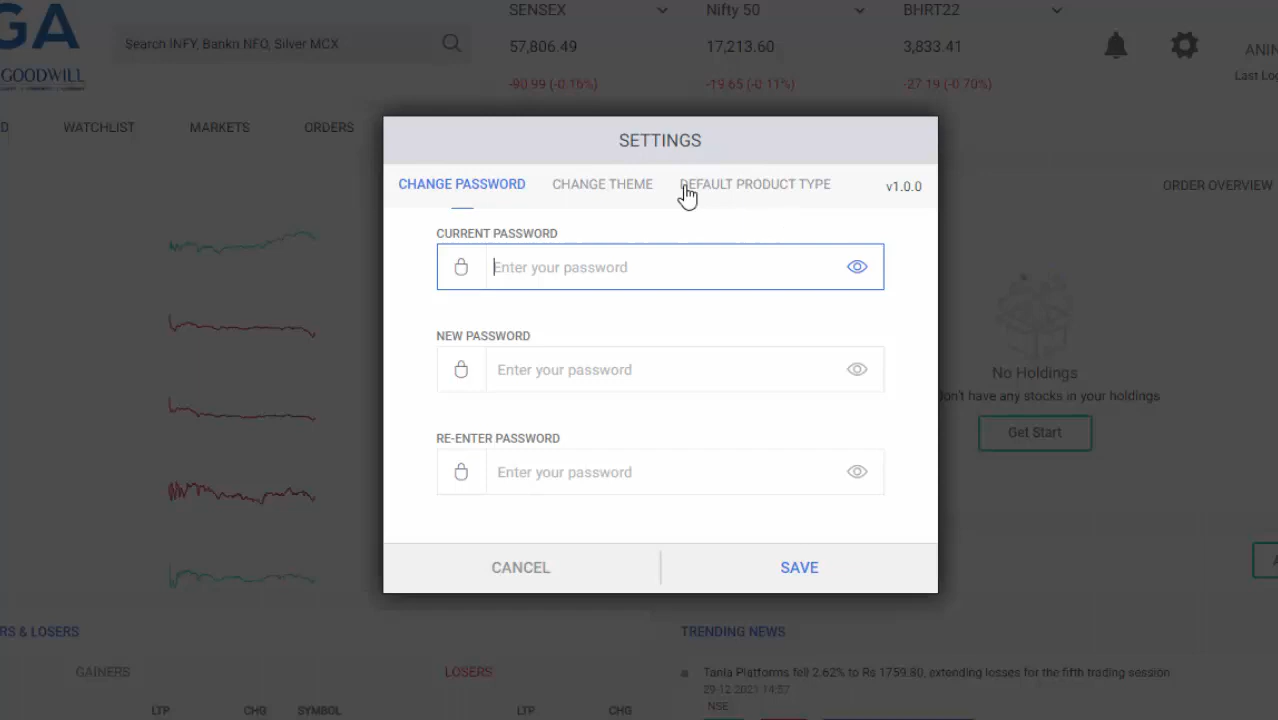 GA
GOODWILL
Search INFY, Bankn NFO, Silver MCX
SENSEX
57,806.49
-90.99 (-0.16%)
Nifty 50
17,213.60
-19.65 (-0.11%)
BHRT22
3,833.41
-27.19 (-0.70%)
ANIN
Last Log
D
WATCHLIST
MARKETS
ORDERS
SETTINGS
CHANGE PASSWORD
CHANGE THEME
DEFAULT PRODUCT TYPE
v1.0.0
CURRENT PASSWORD
Enter your password
NEW PASSWORD
Enter your password
RE-ENTER PASSWORD
Enter your password
CANCEL
SAVE
ORDER OVERVIEW
No Holdings
don't have any stocks in your holdings
Get Start
RS & LOSERS
GAINERS
LOSERS
LTP
CHG
SYMBOL
LTP
CHG
TRENDING NEWS
Tanla Platforms fell 2.62% to Rs 1759.80, extending losses for the fifth trading session
29-12-2021 14:57
NSE